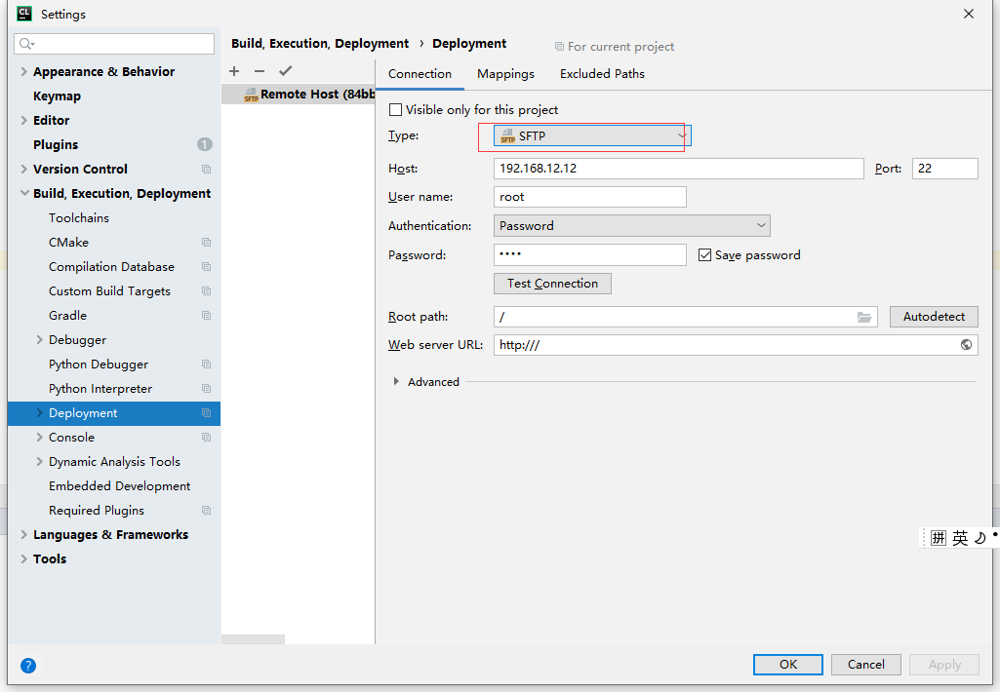 CL Settings
Build, Execution, Deployment › Deployment
For current project
Appearance & Behavior
Keymap
Editor
Plugins 1
Version Control
Build, Execution, Deployment
Toolchains
CMake
Compilation Database
Custom Build Targets
Gradle
Debugger
Python Debugger
Python Interpreter
Deployment
Console
Dynamic Analysis Tools
Embedded Development
Required Plugins
Languages & Frameworks
Tools
SFTP Remote Host (84bb
Connection Mappings Excluded Paths
Visible only for this project
Type: SFTP SFTP
Host: 192.168.12.12 Port: 22
User name: root
Authentication: Password
Password: •••• Save password
Test Connection
Root path: / Autodetect
Web server URL: http:///
Advanced
拼 英
? OK Cancel Apply